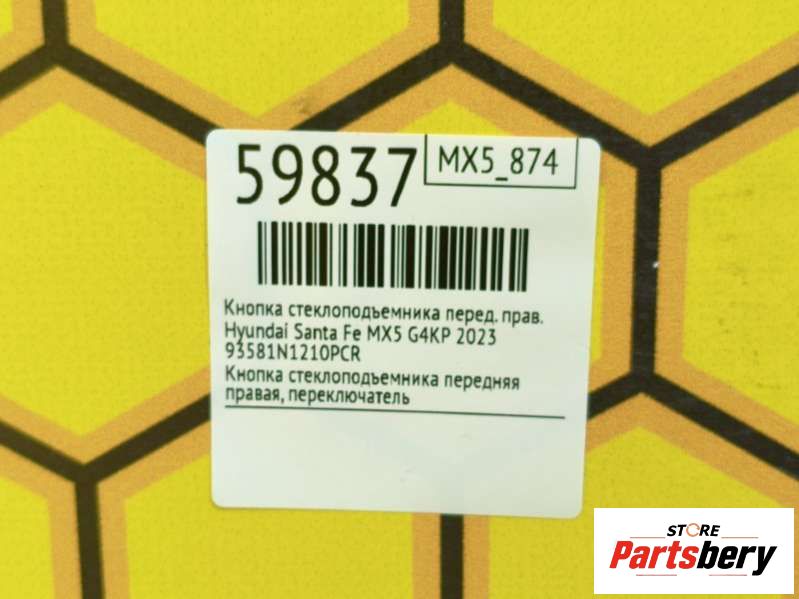 59837
MX5_874
Кнопка стеклоподъемника перед. прав.
Hyundai Santa Fe MX5 G4KP 2023
93581N1210PCR
Кнопка стеклоподъемника передняя
правая, переключатель
STORE
Partsbery